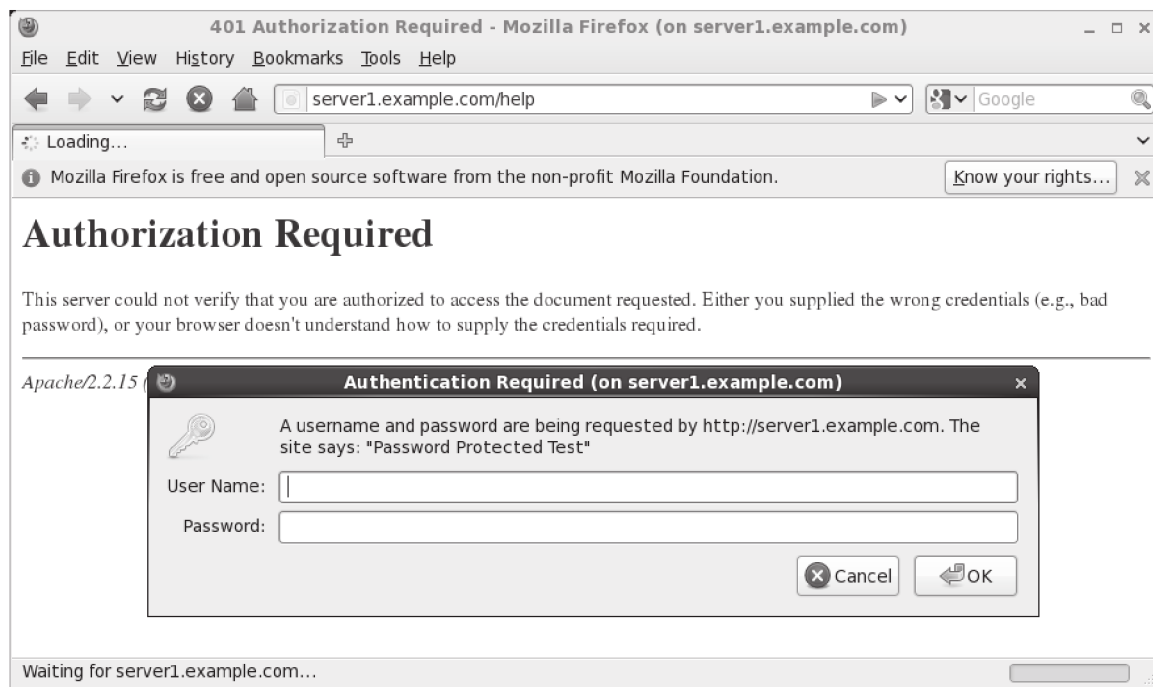 401 Authorization Required - Mozilla Firefox (on server1.example.com)
File Edit View History Bookmarks Tools Help
server1.example.com/help
Google
Loading...
Mozilla Firefox is free and open source software from the non-profit Mozilla Foundation.
Know your rights...
Authorization Required
This server could not verify that you are authorized to access the document requested. Either you supplied the wrong credentials (e.g., bad
password), or your browser doesn't understand how to supply the credentials required.
Apache/2.2.15 (
Authentication Required (on server1.example.com)
A username and password are being requested by http://server1.example.com. The
site says: "Password Protected Test"
User Name:
Password:
Cancel
OK
Waiting for server1.example.com...